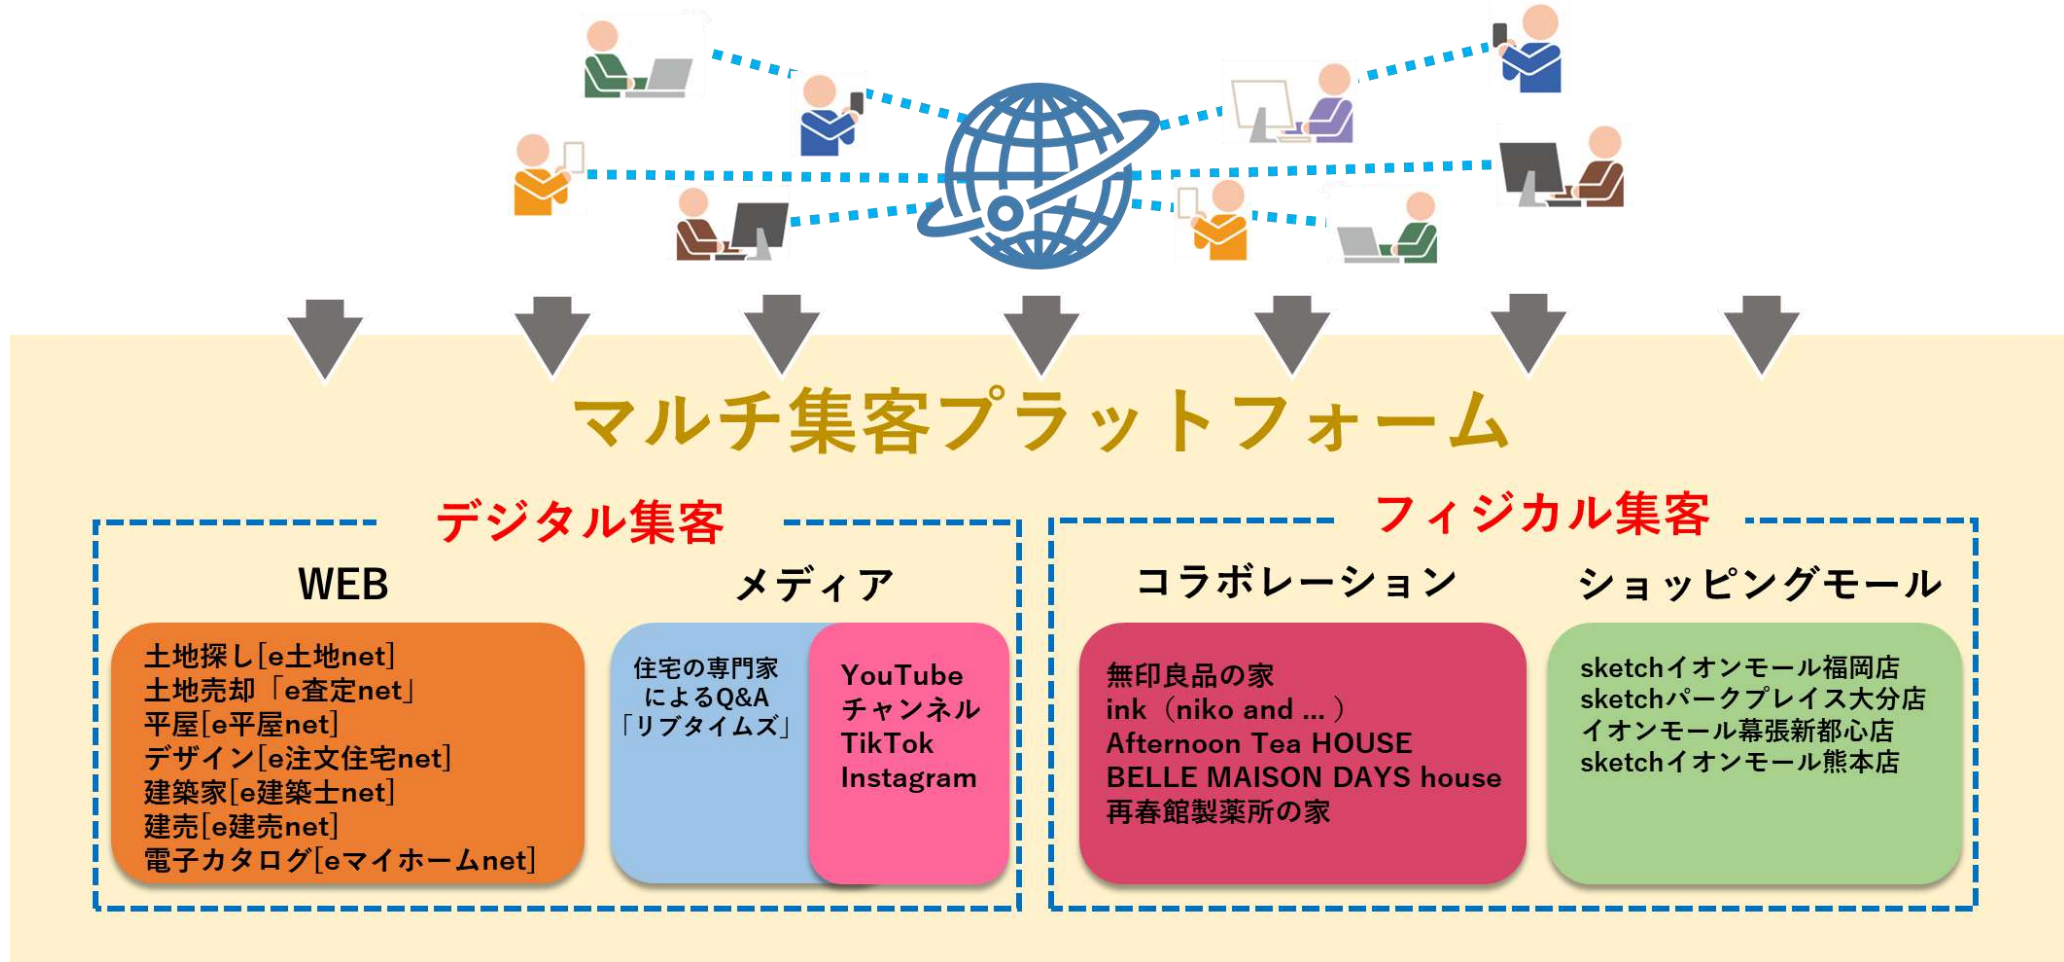 マルチ集客プラットフォーム
デジタル集客
WEB
土地探し[e土地net]
土地売却「e査定net」
平屋[e平屋net]
デザイン[e注文住宅net]
建築家[e建築士net]
建売[e建売net]
電子カタログ[eマイホームnet]
メディア
住宅の専門家
によるQ&A
「リブタイムズ」
YouTube
チャンネル
TikTok
Instagram
フィジカル集客
コラボレーション
無印良品の家
ink（niko and ... ）
Afternoon Tea HOUSE
BELLE MAISON DAYS house
再春館製薬所の家
ショッピングモール
sketchイオンモール福岡店
sketchパークプレイス大分店
イオンモール幕張新都心店
sketchイオンモール熊本店